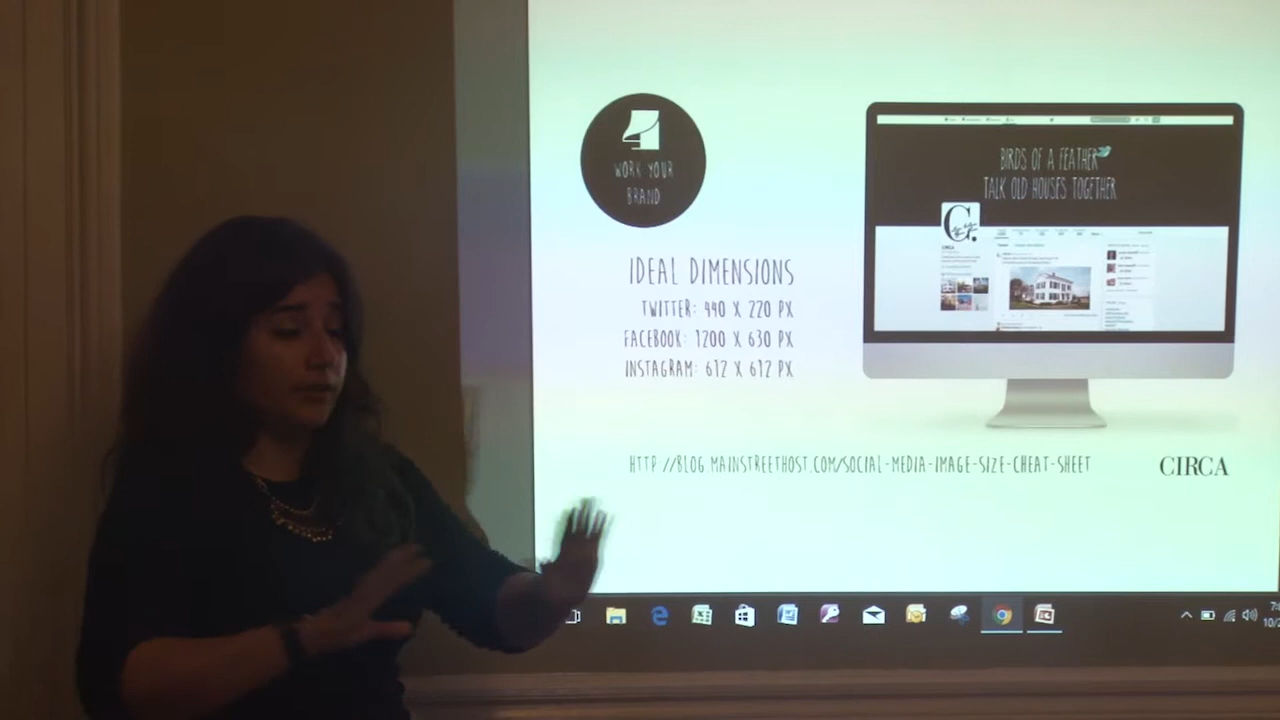 WORK YOUR
BRAND
IDEAL DIMENSIONS
TWITTER: 440 X 220 PX
FACEBOOK: 1200 X 630 PX
INSTAGRAM: 612 X 612 PX
HTTP://BLOG.MAINSTREETHOST.COM/SOCIAL-MEDIA-IMAGE-SIZE-CHEAT-SHEET
BIRDS OF A FEATHER
TALK OLD HOUSES TOGETHER
C.
CIRCA
CIRCA